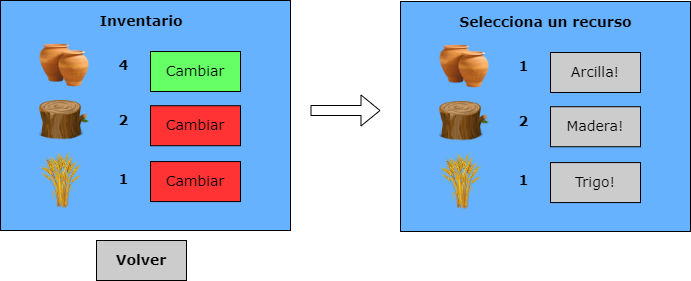 Inventario
4 Cambiar
2 Cambiar
1 Cambiar
Volver
Selecciona un recurso
1 Arcilla!
2 Madera!
1 Trigo!